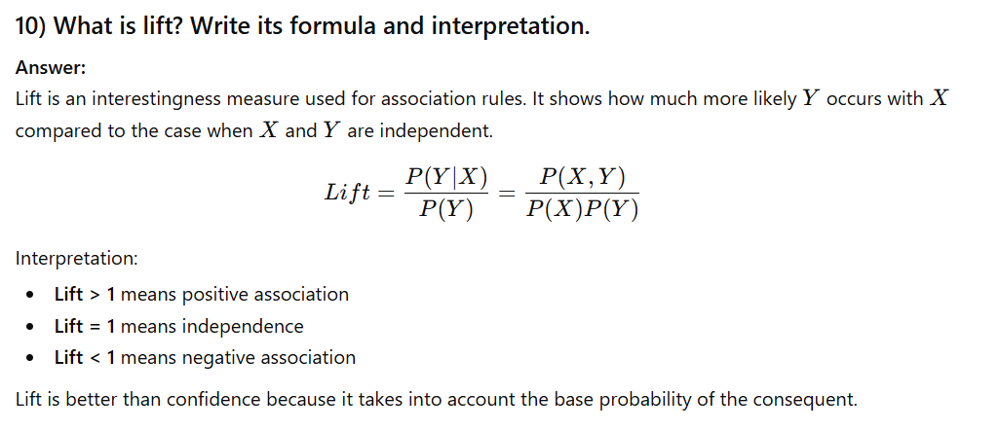 10) What is lift? Write its formula and interpretation.
Answer:
Lift is an interestingness measure used for association rules. It shows how much more likely Y occurs with X
compared to the case when X and Y are independent.
Lift = P(Y|X) / P(Y) = P(X,Y) / P(X)P(Y)
Interpretation:
• Lift > 1 means positive association
• Lift = 1 means independence
• Lift < 1 means negative association
Lift is better than confidence because it takes into account the base probability of the consequent.